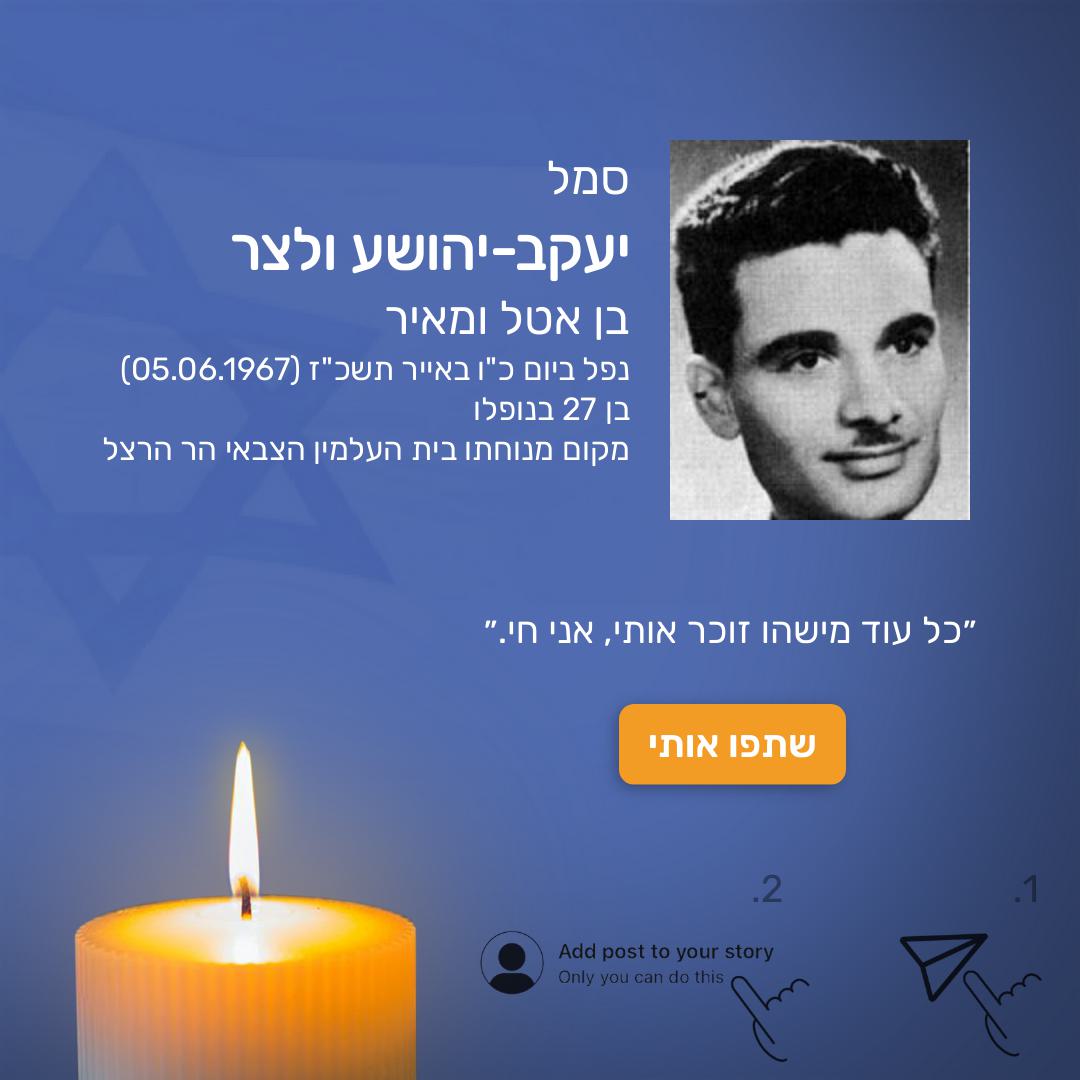 סמל
יעקב-יהושע ולצר
בן אטל ומאיר
נפל ביום כ"ו באייר תשכ"ז (05.06.1967)
בן 27 בנופלו
מקום מנוחתו בית העלמין הצבאי הר הרצל
״כל עוד מישהו זוכר אותי, אני חי.״
שתפו אותי
1.
2.
Add post to your story
Only you can do this